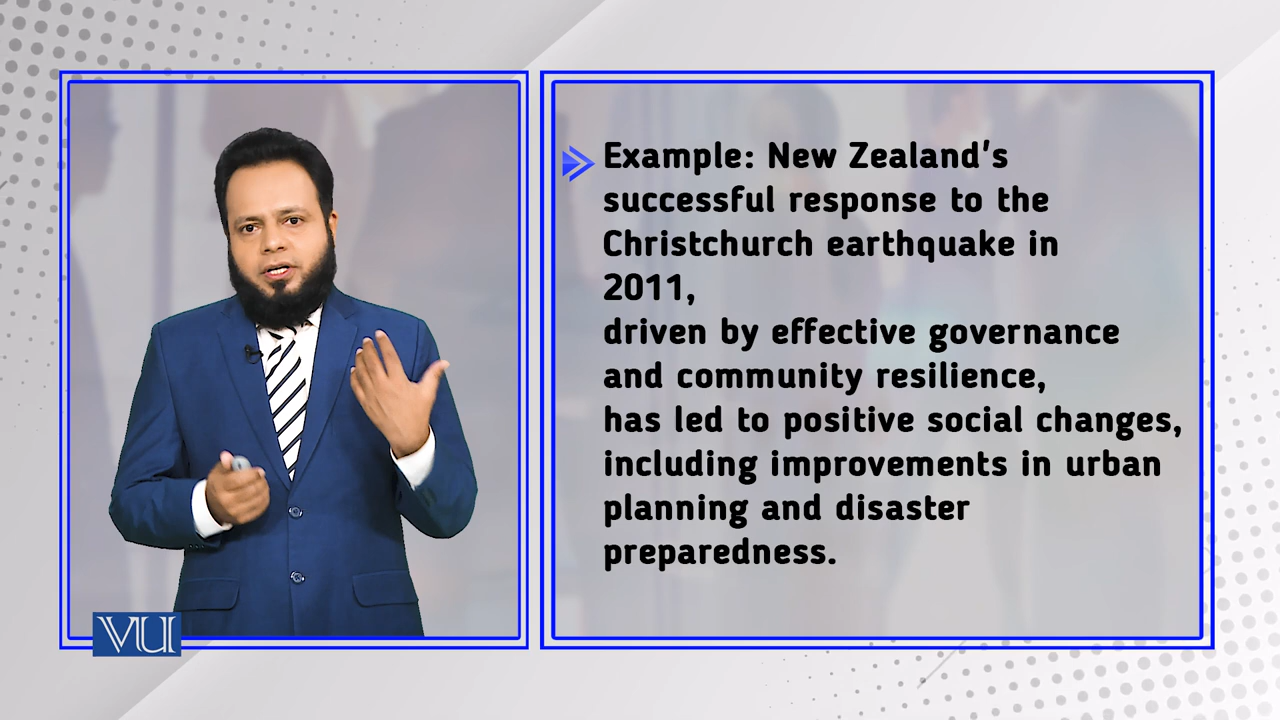 Example: New Zealand's
successful response to the
Christchurch earthquake in
2011,
driven by effective governance
and community resilience,
has led to positive social changes,
including improvements in urban
planning and disaster
preparedness.
VU